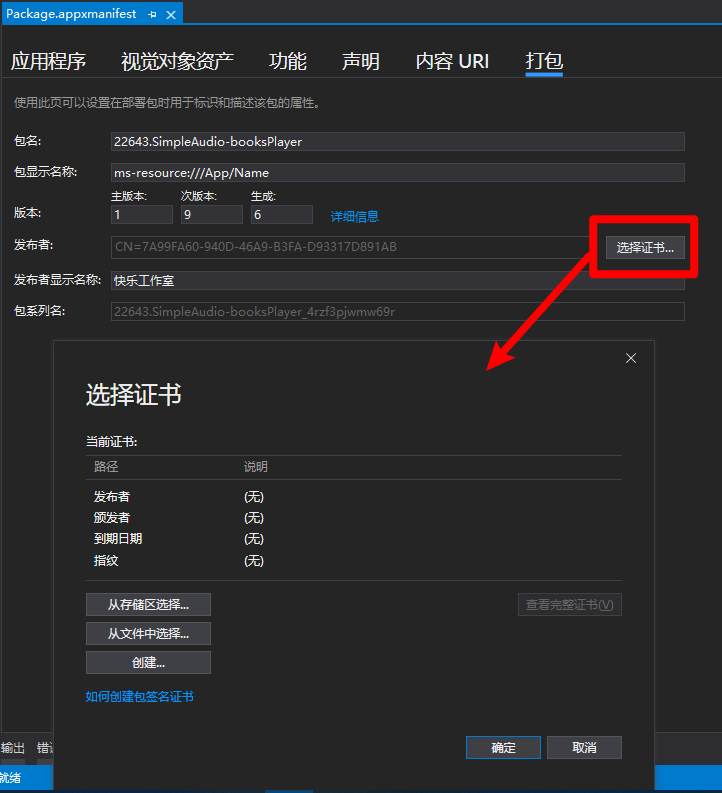 Package.appxmanifest
应用程序 视觉对象资产 功能 声明 内容 URI 打包
使用此页可以设置在部署包时用于标识和描述该包的属性。
包名: 22643.SimpleAudio-booksPlayer
包显示名称: ms-resource:///App/Name
主版本: 次版本: 生成:
版本: 1 9 6 详细信息
发布者: CN=7A99FA60-940D-46A9-B3FA-D93317D891AB 选择证书...
发布者显示名称: 快乐工作室
包系列名: 22643.SimpleAudio-booksPlayer_4rzf3pjwmw69r
选择证书
当前证书:
路径 说明
发布者 (无)
颁发者 (无)
到期日期 (无)
指纹 (无)
从存储区选择... 查看完整证书(V)
从文件中选择...
创建...
如何创建包签名证书
确定 取消
输出
就绪